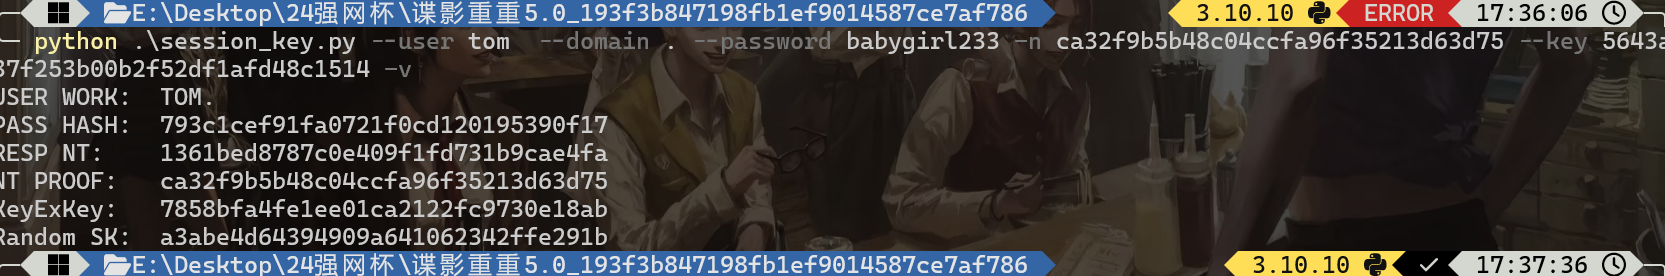 E:\Desktop\24强网杯\谍影重重5.0_193f3b847198fb1ef9014587ce7af786 3.10.10 ERROR 17:36:06
python .\session_key.py --user tom --domain . --password babygirl233 -n ca32f9b5b48c04ccfa96f35213d63d75 --key 5643a
37f253b00b2f52df1afd48c1514 -v
USER WORK: TOM.
PASS HASH: 793c1cef91fa0721f0cd120195390f17
RESP NT: 1361bed8787c0e409f1fd731b9cae4fa
NT PROOF: ca32f9b5b48c04ccfa96f35213d63d75
KeyExKey: 7858bfa4fe1ee01ca2122fc9730e18ab
Random SK: a3abe4d64394909a641062342ffe291b
E:\Desktop\24强网杯\谍影重重5.0_193f3b847198fb1ef9014587ce7af786 3.10.10 ✓ 17:37:36